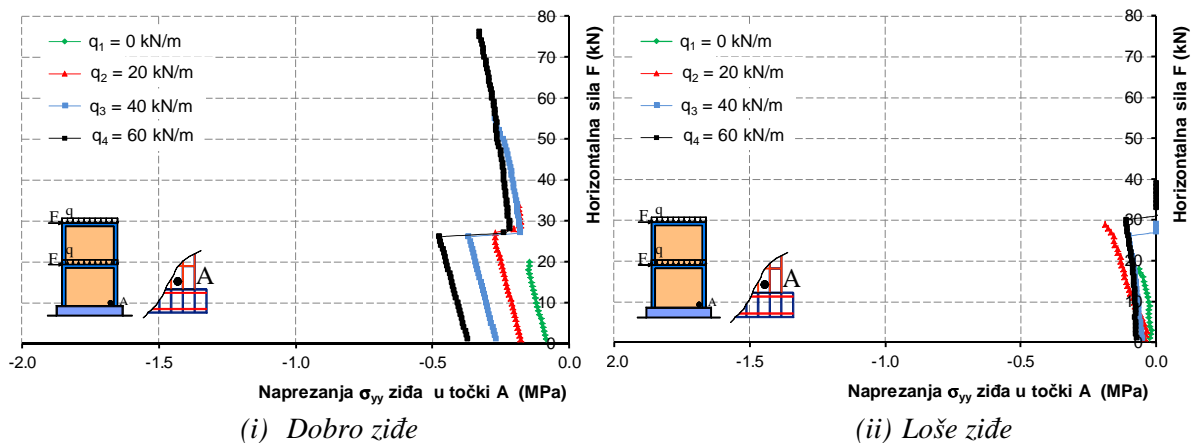 q1 = 0 kN/m
q2 = 20 kN/m
q3 = 40 kN/m
q4 = 60 kN/m
80
70
60
50
40
30
20
10
0
Horizontalna sila F (kN)
F q
F q
A
A
-2.0 -1.5 -1.0 -0.5 0.0
Naprezanja σyy ziđa u točki A (MPa)
(i) Dobro ziđe
q1 = 0 kN/m
q2 = 20 kN/m
q3 = 40 kN/m
q4 = 60 kN/m
80
70
60
50
40
30
20
10
0
Horizontalna sila F (kN)
F q
F q
A
A
-2.0 -1.5 -1.0 -0.5 0.0
Naprezanja σyy ziđa u točki A (MPa)
(ii) Loše ziđe